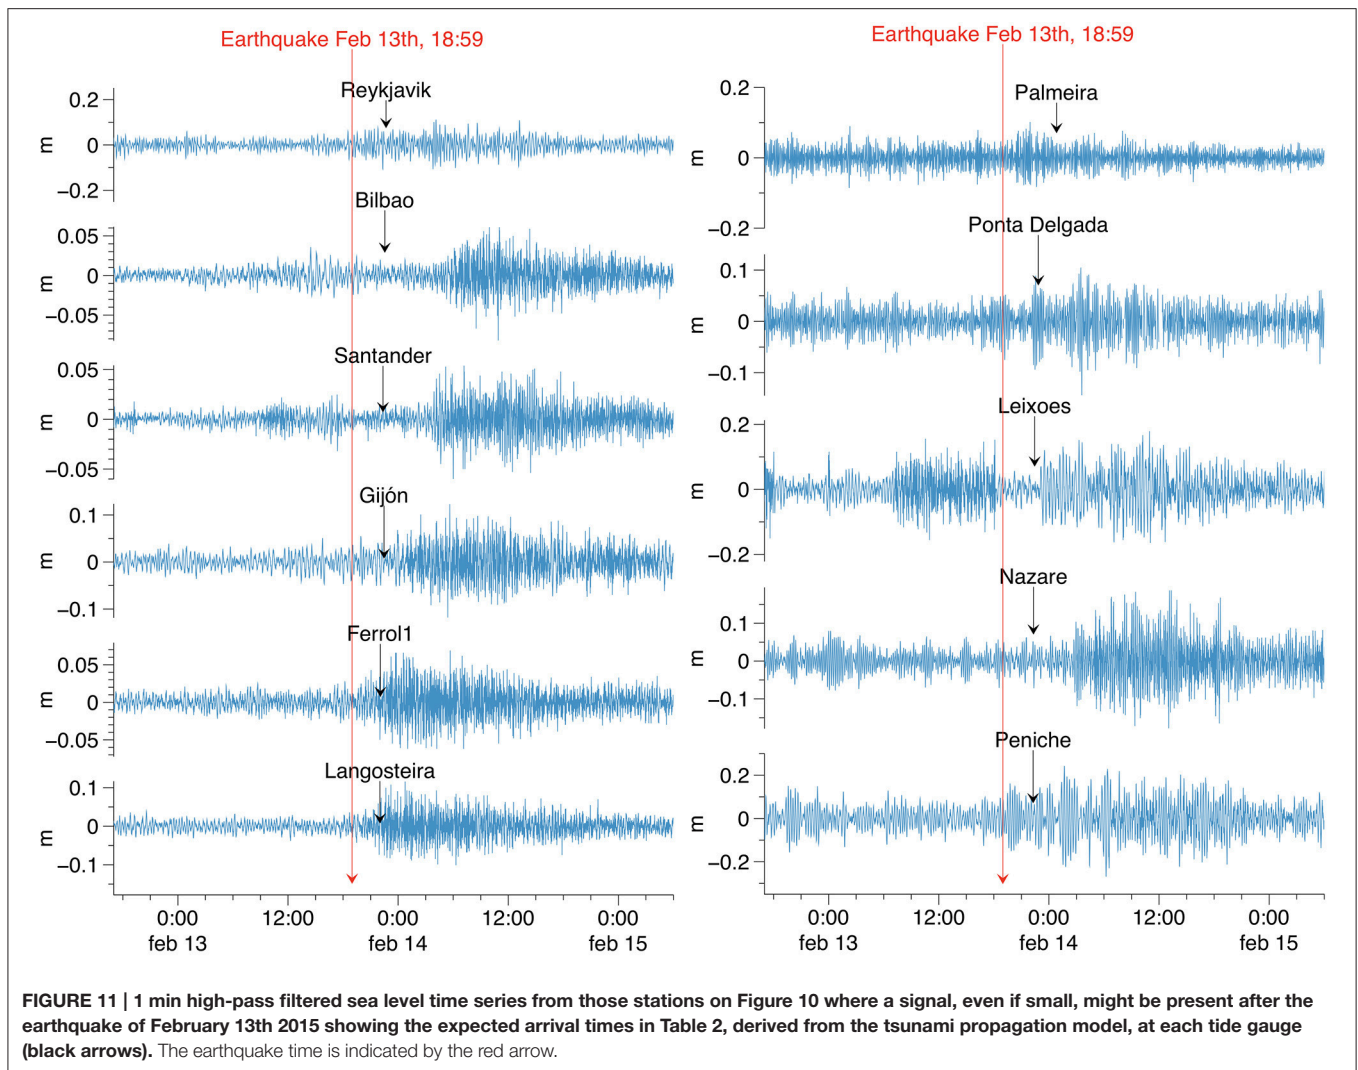 Earthquake Feb 13th, 18:59
Reykjavik
0.2
0
−0.2
m
Bilbao
0.05
0
−0.05
m
Santander
0.05
0
−0.05
m
Gijón
0.1
0
−0.1
m
Ferrol1
0.05
0
−0.05
m
Langosteira
0.1
0
−0.1
m
0:00 12:00 0:00 12:00 0:00
feb 13 feb 14 feb 15
Earthquake Feb 13th, 18:59
Palmeira
0.2
0
−0.2
m
Ponta Delgada
0.1
0
−0.1
m
Leixoes
0.2
0
−0.2
m
Nazare
0.1
0
−0.1
m
Peniche
0.2
0
−0.2
m
0:00 12:00 0:00 12:00 0:00
feb 13 feb 14 feb 15
FIGURE 11 | 1 min high-pass filtered sea level time series from those stations on Figure 10 where a signal, even if small, might be present after the
earthquake of February 13th 2015 showing the expected arrival times in Table 2, derived from the tsunami propagation model, at each tide gauge
(black arrows). The earthquake time is indicated by the red arrow.